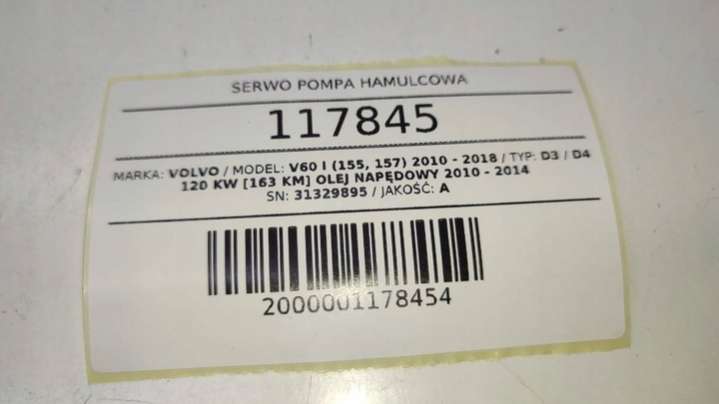 SERWO POMPA HAMULCOWA
117845
MARKA: VOLVO / MODEL: V60 I (155, 157) 2010 - 2018 / TYP: D3 / D4
120 KW [163 KM] OLEJ NAPĘDOWY 2010 - 2014
SN: 31329895 / JAKOŚĆ: A
2000001178454